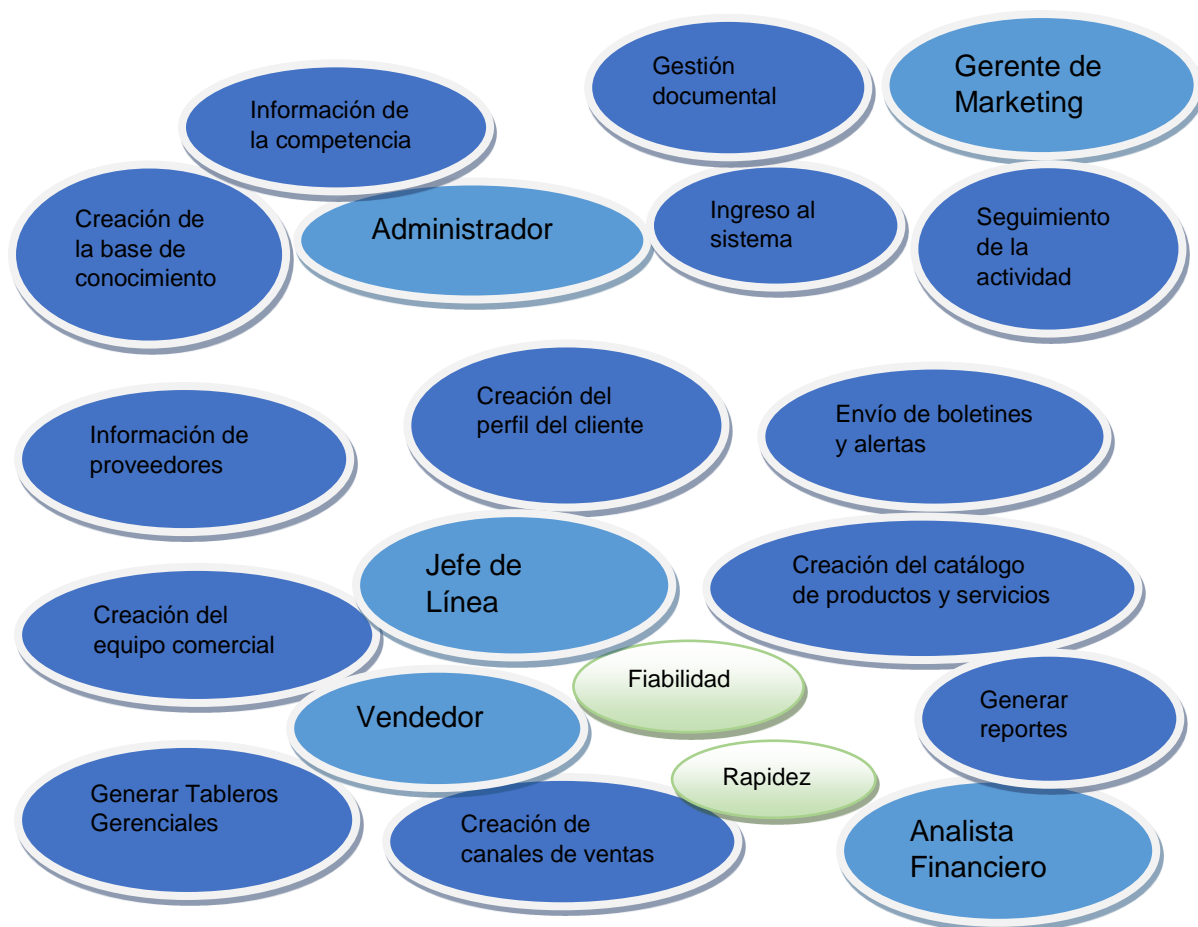 Gestión
documental
Gerente de
Marketing
Información de
la competencia
Creación de
la base de
conocimiento
Administrador
Ingreso al
sistema
Seguimiento
de la
actividad
Creación del
perfil del cliente
Envío de boletines
y alertas
Información de
proveedores
Jefe de
Línea
Creación del catálogo
de productos y servicios
Creación del
equipo comercial
Fiabilidad
Vendedor
Generar
reportes
Rapidez
Generar Tableros
Gerenciales
Creación de
canales de ventas
Analista
Financiero